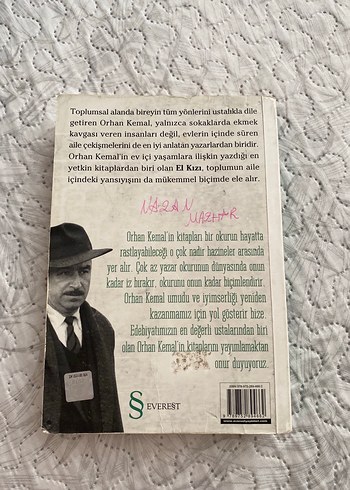 Toplumsal alanda bireyin tüm yönlerini ustalıkla dile
getiren Orhan Kemal, yalnızca sokaklarda ekmek
kavgası veren insanları değil, evlerin içinde süren
aile çekişmelerini de en iyi anlatan yazarlardan biridir.
Orhan Kemal'in ev içi yaşamlara ilişkin yazdığı en
yetkin kitaplardan biri olan El Kızı, toplumun aile
içindeki yansıyışını da mükemmel biçimde ele alır.
NAZAN
MAZHAR
Orhan Kemal'in kitapları bir okurun hayatta
rastlayabileceği o çok nadir hazineler arasında
yer alır. Çok az yazar okurunun dünyasında onun
kadar iz bırakır, okurunu onun kadar biçimlendirir.
Orhan Kemal umudu ve iyimserliği yeniden
kazanmamız için yol gösterir bize.
Edebiyatımızın en değerli ustalarından biri
olan Orhan Kemal'in kitaplarını yayımlamaktan
onur duyuyoruz.
EVEREST